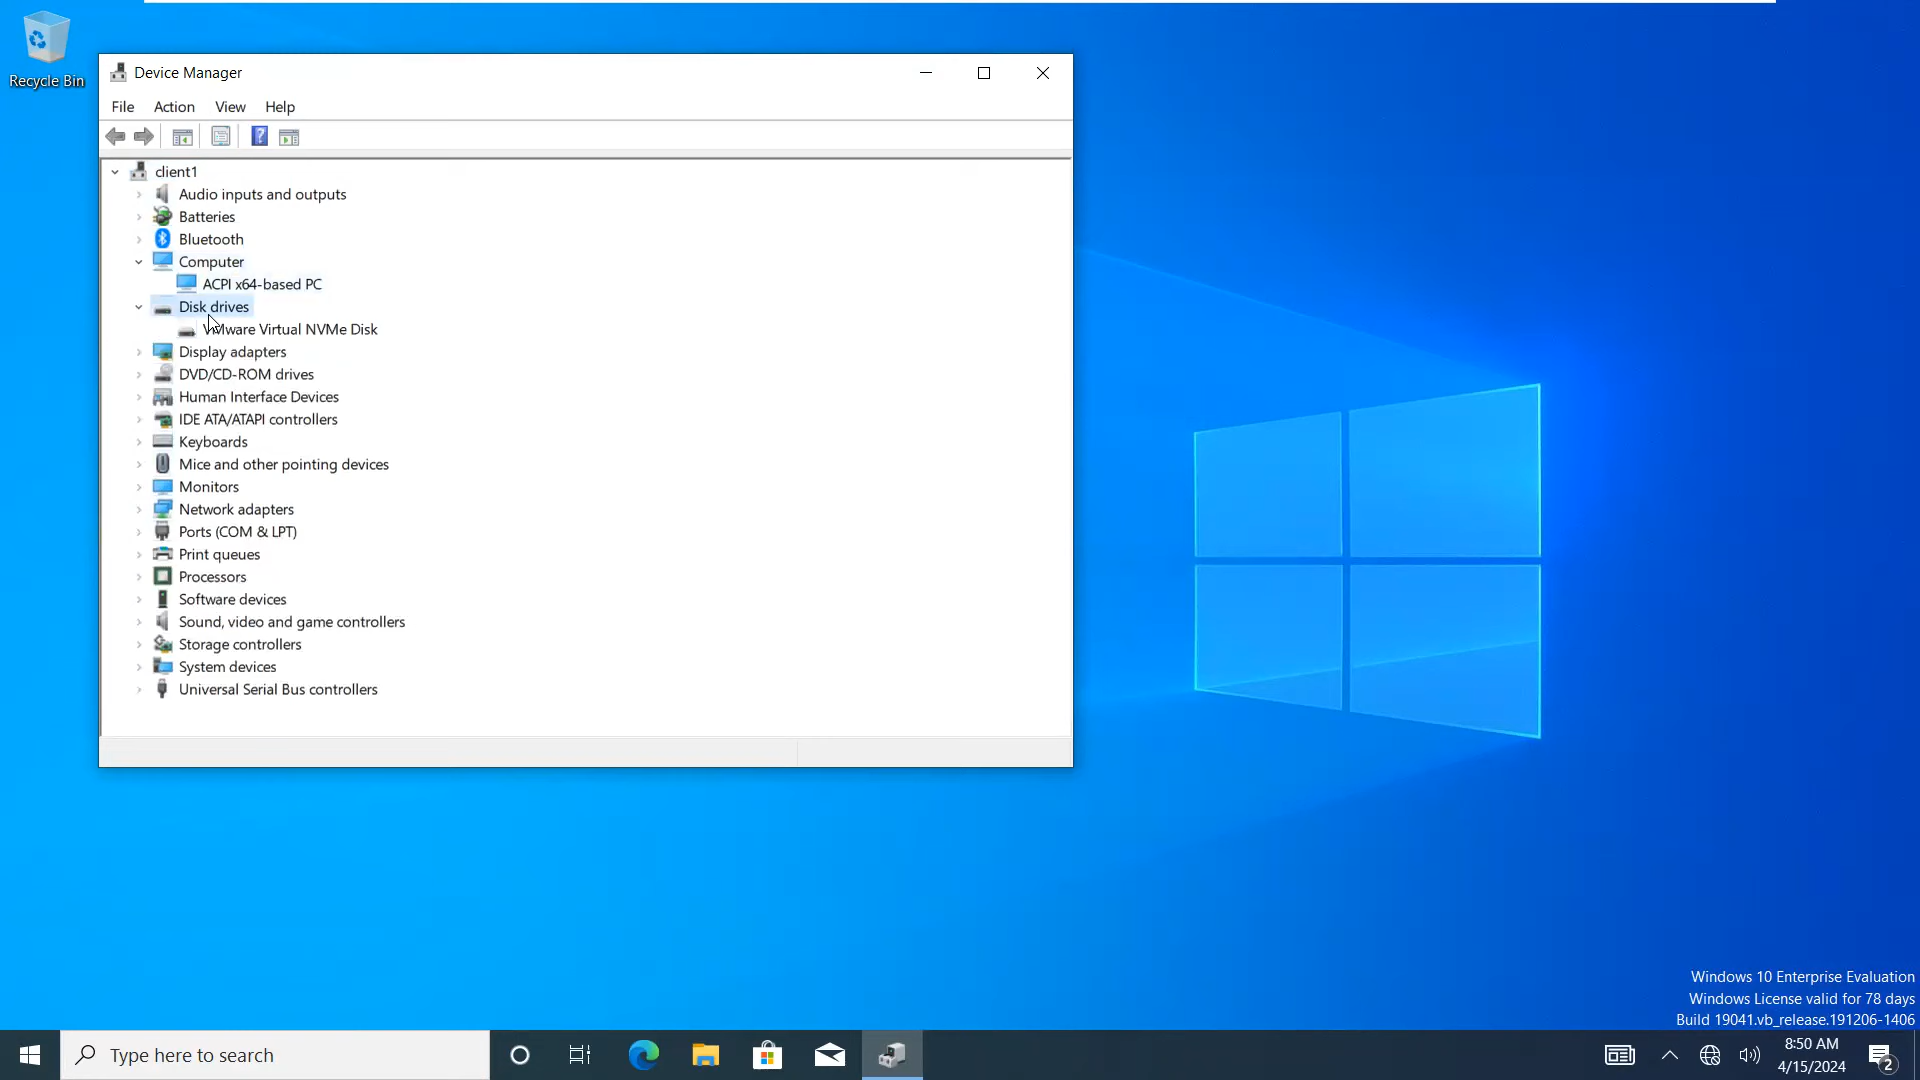 Recycle Bin
Device Manager
File Action View Help
client1
Audio inputs and outputs
Batteries
Bluetooth
Computer
ACPI x64-based PC
Disk drives
VMware Virtual NVMe Disk
Display adapters
DVD/CD-ROM drives
Human Interface Devices
IDE ATA/ATAPI controllers
Keyboards
Mice and other pointing devices
Monitors
Network adapters
Ports (COM & LPT)
Print queues
Processors
Software devices
Sound, video and game controllers
Storage controllers
System devices
Universal Serial Bus controllers
Windows 10 Enterprise Evaluation
Windows License valid for 78 days
Build 19041.vb_release.191206-1406
Type here to search
8:50 AM
4/15/2024
2